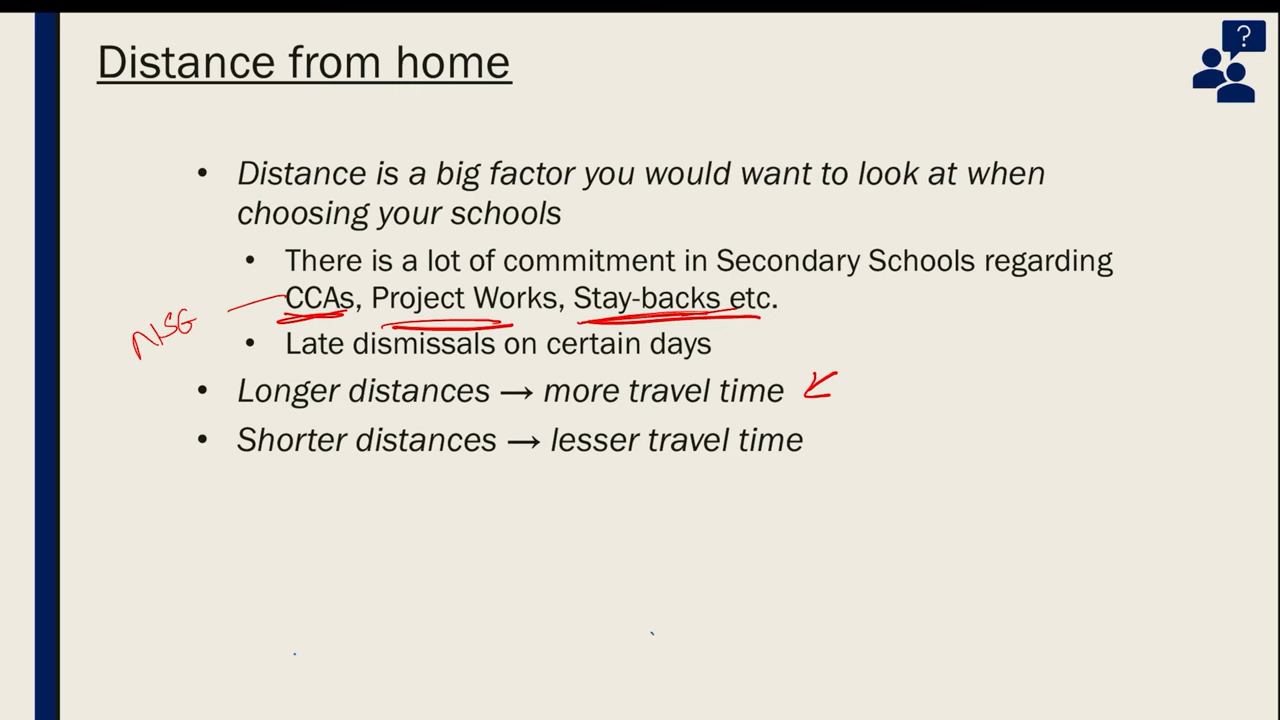 Distance from home
?
• Distance is a big factor you would want to look at when
choosing your schools
• There is a lot of commitment in Secondary Schools regarding
CCAs, Project Works, Stay-backs etc.
NSG
• Late dismissals on certain days
• Longer distances → more travel time
• Shorter distances → lesser travel time